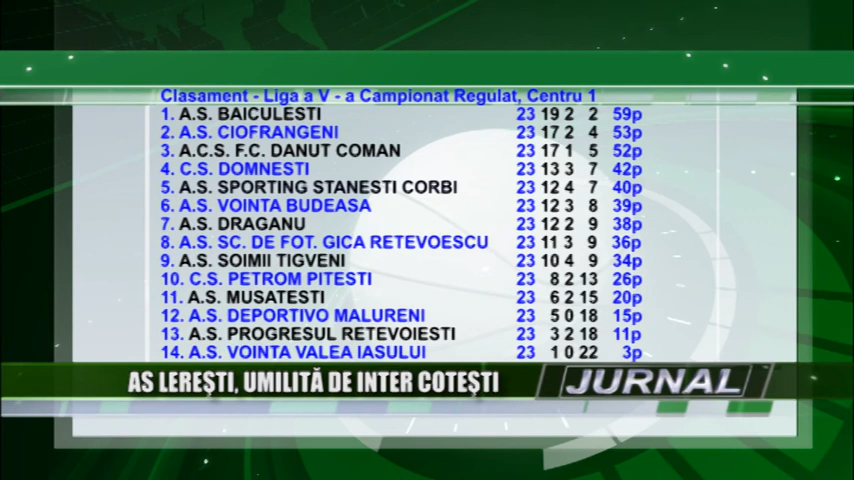 Clasament - Liga a V - a Campionat Regulat, Centru 1
1. A.S. BAICULESTI 23 19 2 2 59p
2. A.S. CIOFRANGENI 23 17 2 4 53p
3. A.C.S. F.C. DANUT COMAN 23 17 1 5 52p
4. C.S. DOMNESTI 23 13 3 7 42p
5. A.S. SPORTING STANESTI CORBI 23 12 4 7 40p
6. A.S. VOINTA BUDEASA 23 12 3 8 39p
7. A.S. DRAGANU 23 12 2 9 38p
8. A.S. SC. DE FOT. GICA RETEVOESCU 23 11 3 9 36p
9. A.S. SOIMII TIGVENI 23 10 4 9 34p
10. C.S. PETROM PITESTI 23 8 2 13 26p
11. A.S. MUSATESTI 23 6 2 15 20p
12. A.S. DEPORTIVO MALURENI 23 5 0 18 15p
13. A.S. PROGRESUL RETEVOIESTI 23 3 2 18 11p
14. A.S. VOINTA VALEA IASULUI 23 1 0 22 3p
AS LEREŞTI, UMILITĂ DE INTER COTEŞTI JURNAL